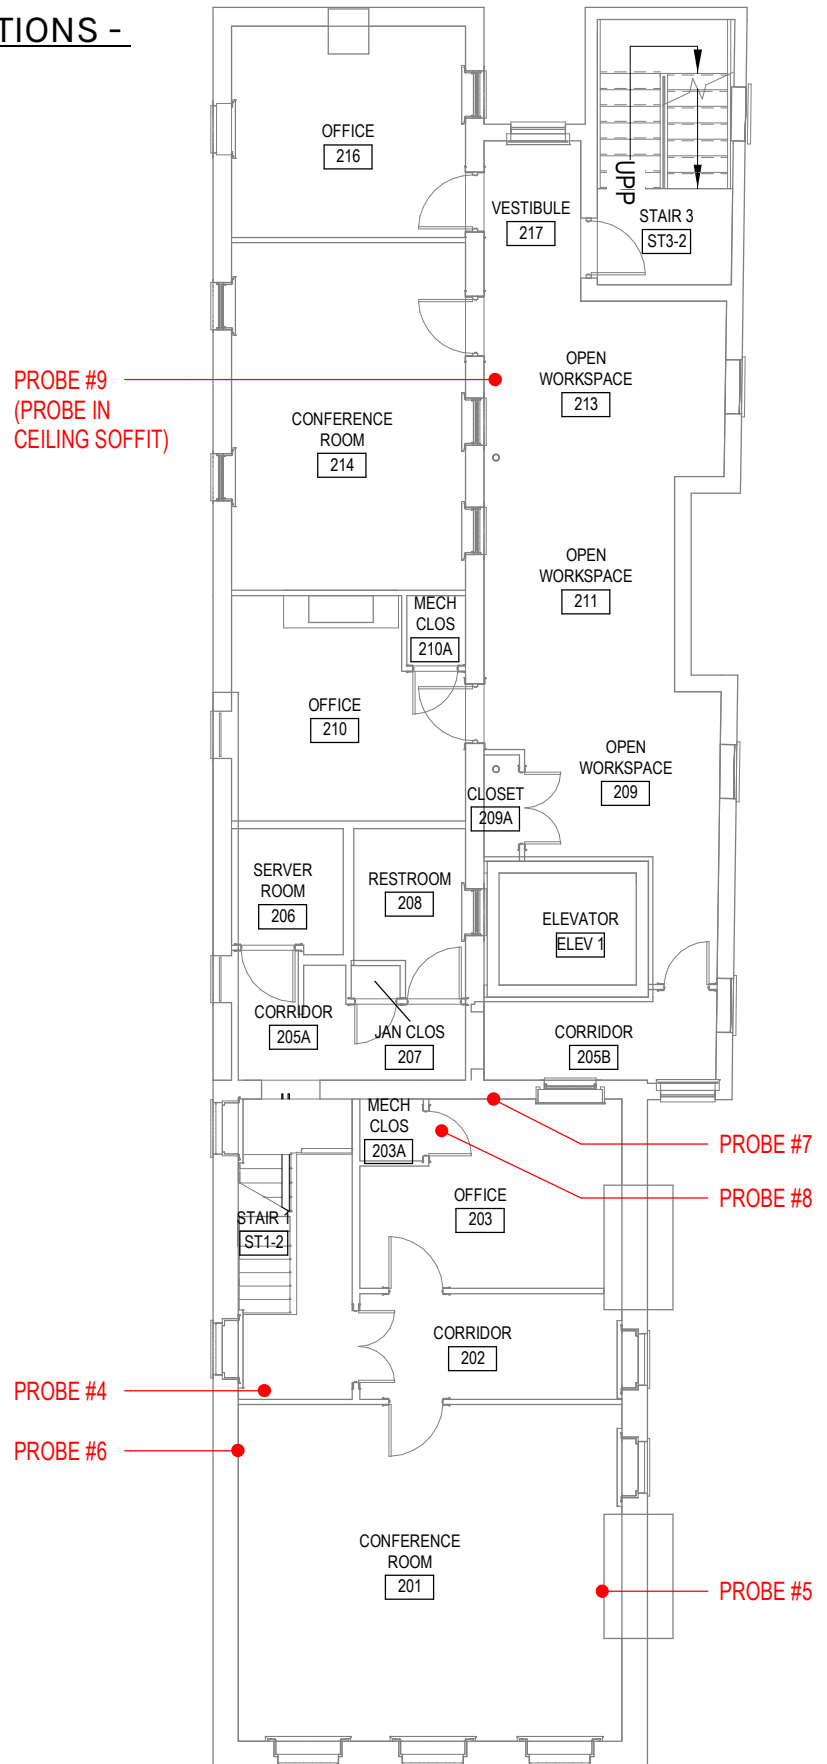 TIONS -
OFFICE
216
VESTIBULE
217
UPP
STAIR 3
ST3-2
PROBE #9
(PROBE IN
CEILING SOFFIT)
OPEN
WORKSPACE
213
CONFERENCE
ROOM
214
OPEN
WORKSPACE
211
MECH
CLOS
210A
OFFICE
210
OPEN
WORKSPACE
209
CLOSET
209A
SERVER
ROOM
206
RESTROOM
208
ELEVATOR
ELEV 1
CORRIDOR
205A
JAN CLOS
207
CORRIDOR
205B
MECH
CLOS
203A
PROBE #7
PROBE #8
OFFICE
203
STAIR 1
ST1-2
CORRIDOR
202
PROBE #4
PROBE #6
CONFERENCE
ROOM
201
PROBE #5